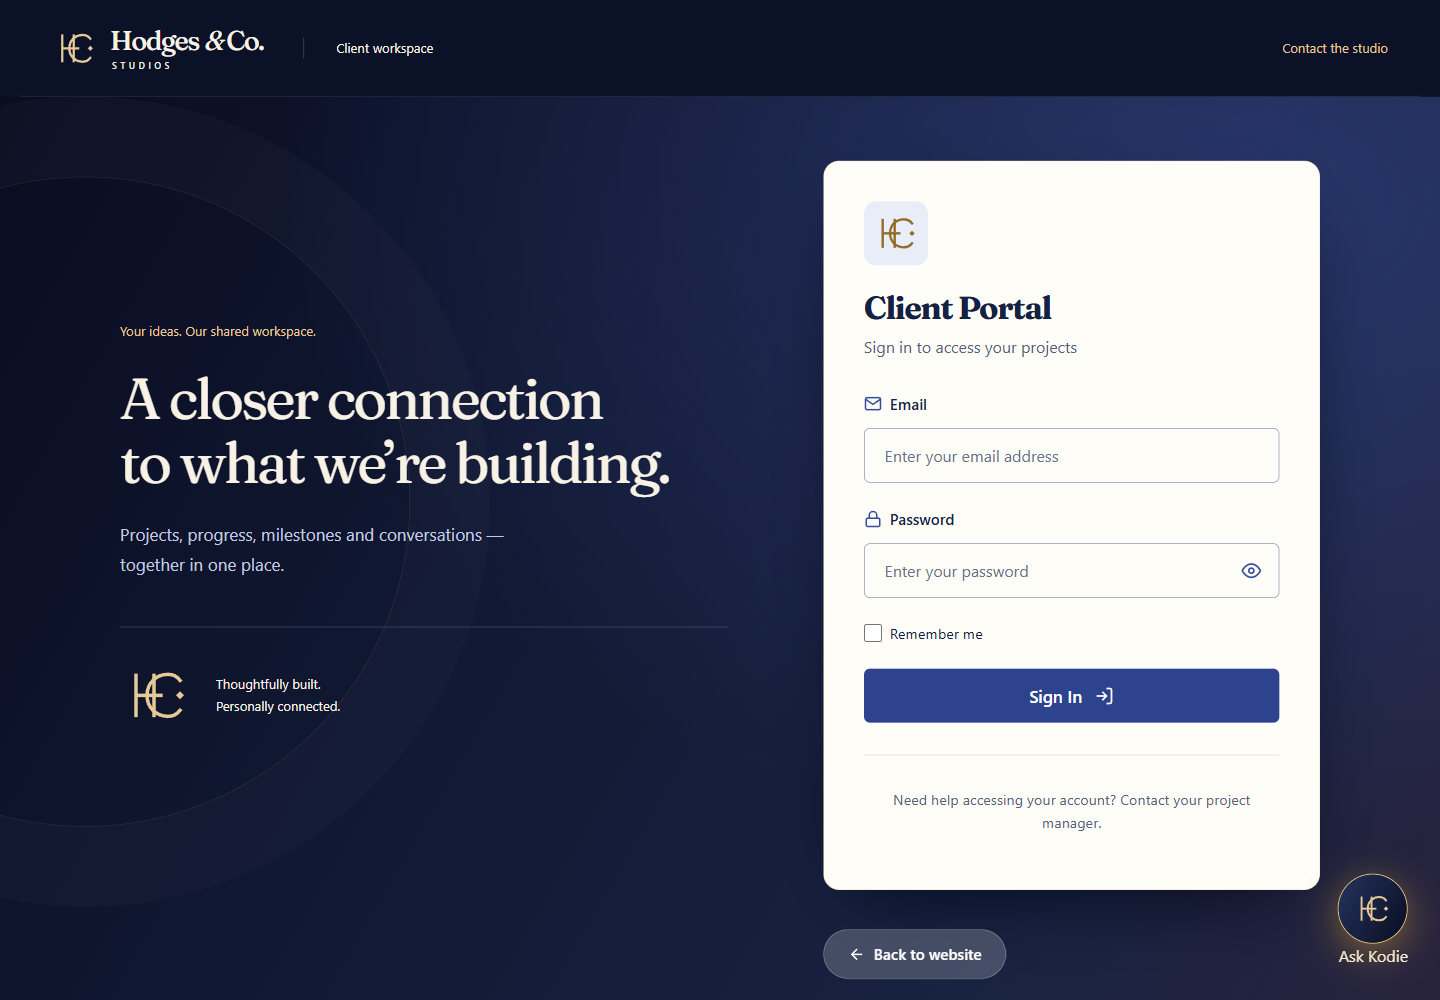 Hodges & Co.
STUDIOS
Client workspace
Contact the studio
Your ideas. Our shared workspace.
A closer connection
to what we’re building.
Projects, progress, milestones and conversations —
together in one place.
Thoughtfully built.
Personally connected.
Client Portal
Sign in to access your projects
Email
Enter your email address
Password
Enter your password
Remember me
Sign In
Need help accessing your account? Contact your project
manager.
Back to website
Ask Kodie